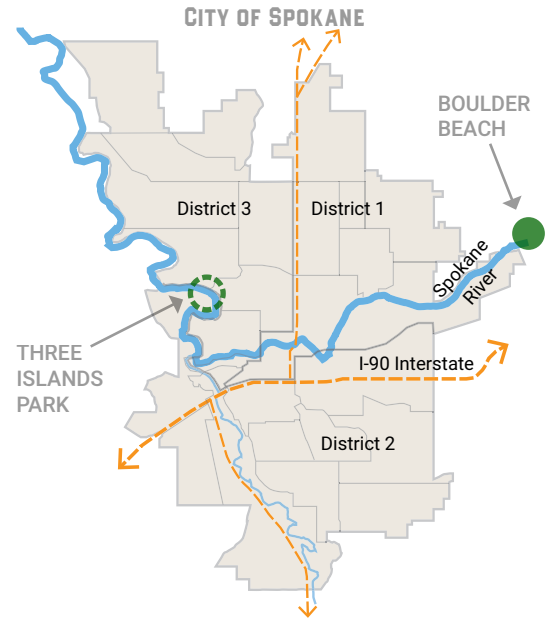 CITY OF SPOKANE
BOULDER
BEACH
District 3
District 1
Spokane
River
THREE
ISLANDS
PARK
I-90 Interstate
District 2